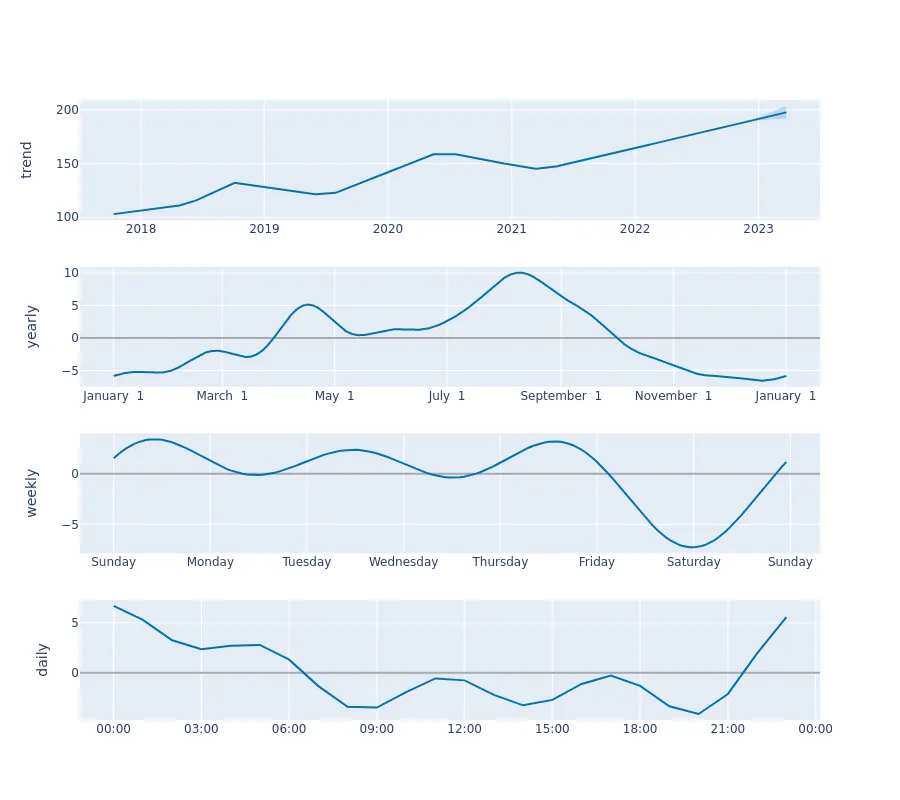 trend
200
150
100
2018 2019 2020 2021 2022 2023
yearly
10
5
0
−5
January 1 March 1 May 1 July 1 September 1 November 1 January 1
weekly
0
−5
Sunday Monday Tuesday Wednesday Thursday Friday Saturday Sunday
daily
5
0
00:00 03:00 06:00 09:00 12:00 15:00 18:00 21:00 00:00